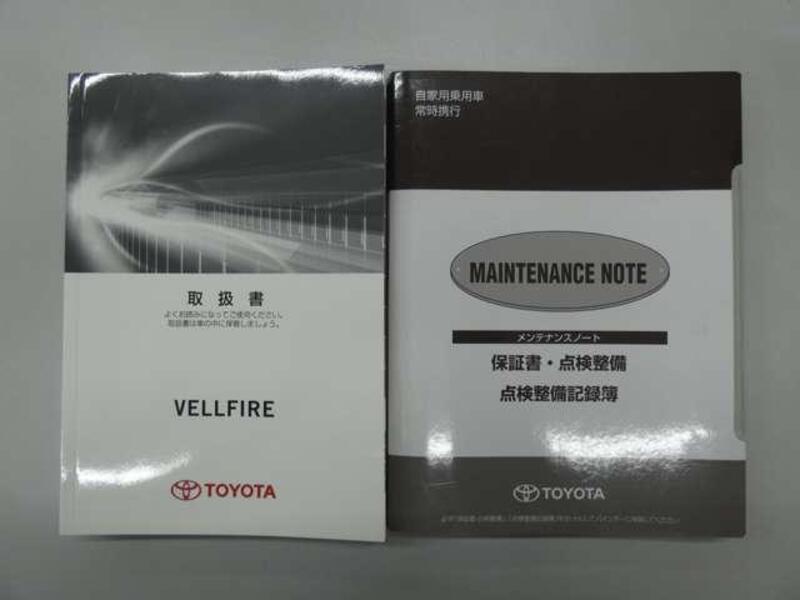 取扱書
よくお読みになってご使用ください。
取扱書は車の中に保管しましょう。
VELLFIRE
TOYOTA
自家用乗用車
常時携行
MAINTENANCE NOTE
メンテナンスノート
保証書・点検整備
点検整備記録簿
TOYOTA